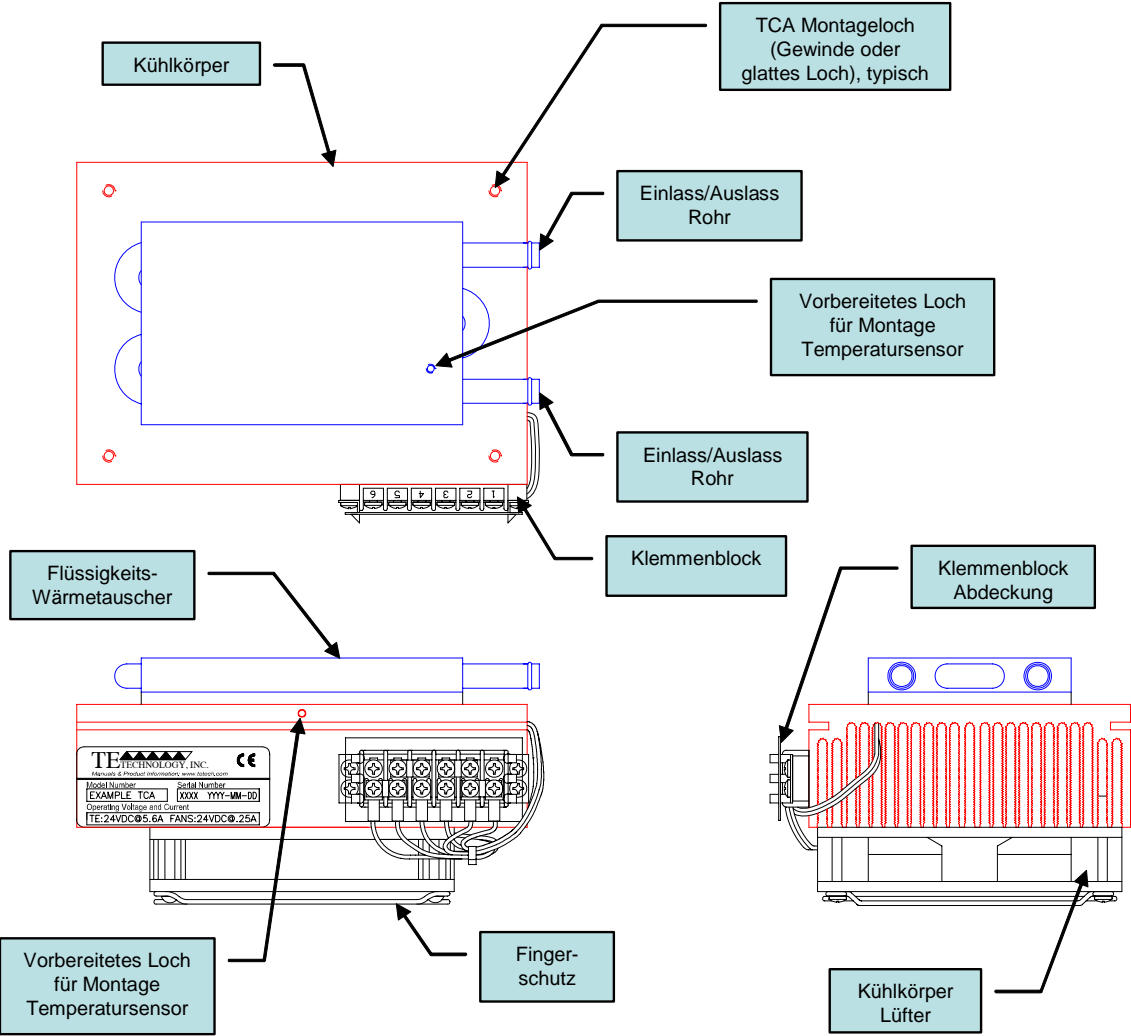 TCA Montageloch
(Gewinde oder
glattes Loch), typisch
Kühlkörper
Einlass/Auslass
Rohr
Vorbereitetes Loch
für Montage
Temperatursensor
Einlass/Auslass
Rohr
6 5 4 3 2 1
Klemmenblock
Flüssigkeits-
Wärmetauscher
Klemmenblock
Abdeckung
TE TECHNOLOGY, INC. CE
Manuals & Product Information; www.tetech.com
Model Number Serial Number
EXAMPLE TCA XXXX YYYY-MM-DD
Operating Voltage and Current
TE:24VDC@5.6A FANS:24VDC@.25A
Vorbereitetes Loch
für Montage
Temperatursensor
Finger-
schutz
Kühlkörper
Lüfter